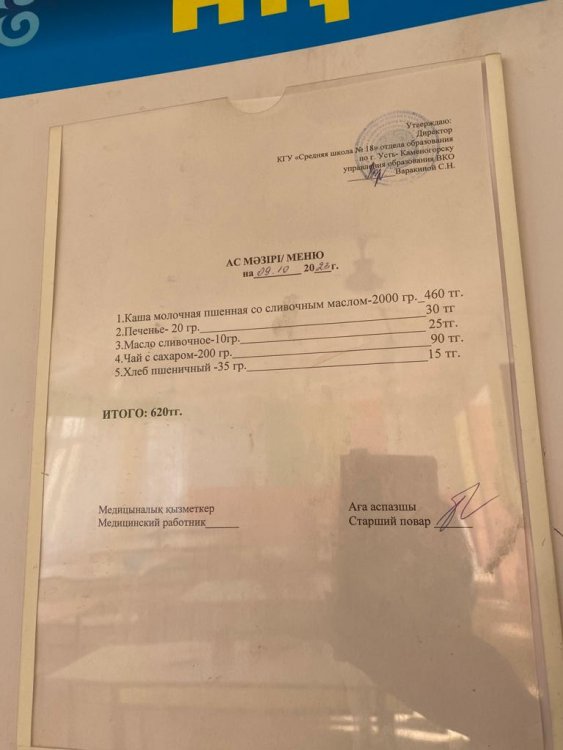 Утверждаю:
Директор
КГУ «Средняя школа № 18» отдела образования
по г. Усть- Каменогорску
управления образования ВКО
Варакиной С.Н.
АС МӘЗІРІ/ МЕНЮ
на 09.10 2023г.
1.Каша молочная пшенная со сливочным маслом-2000 гр._460 тг.
2.Печенье- 20 гр. 30 тг
3.Масло сливочное-10гр. 25тг.
4.Чай с сахаром-200 гр. 90 тг.
5.Хлеб пшеничный -35 гр. 15 тг.
ИТОГО: 620тг.
Медициналық қызметкер
Медицинский работник
Аға аспазшы
Старший повар